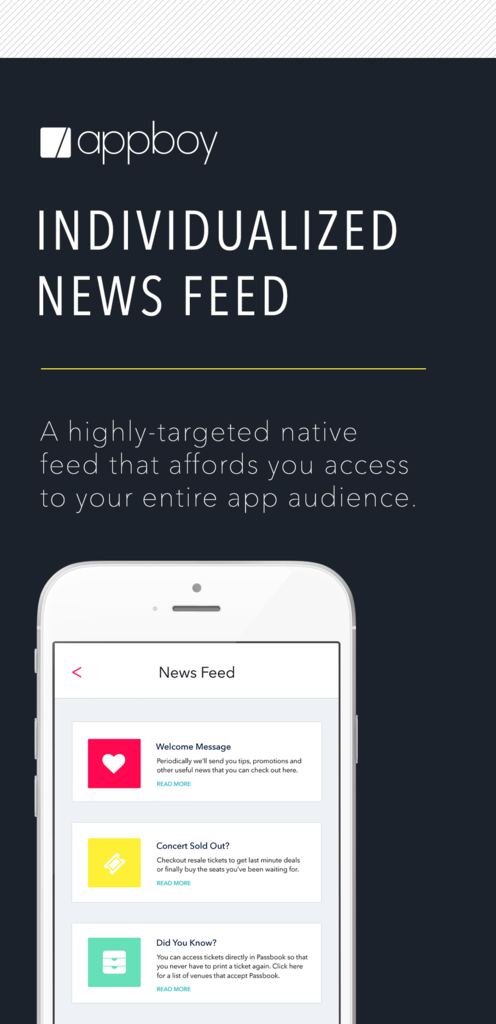 appboy
INDIVIDUALIZED
NEWS FEED
A highly-targeted native
feed that affords you access
to your entire app audience.
< News Feed
Welcome Message
Periodically we'll send you tips, promotions and
other useful news that you can check out here.
READ MORE
Concert Sold Out?
Checkout resale tickets to get last minute deals
or finally buy the seats you've been waiting for.
READ MORE
Did You Know?
You can access tickets directly in Passbook so that
you never have to print a ticket again. Click here
for a list of venues that accept Passbook.
READ MORE